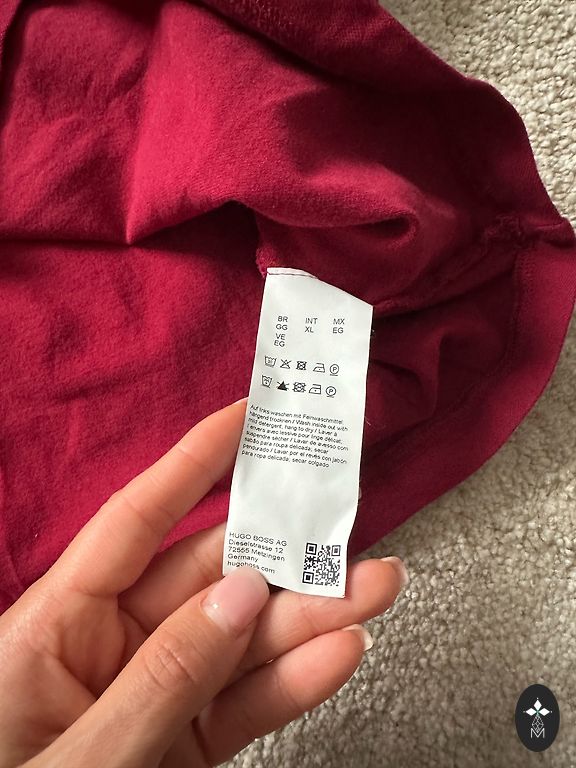 BR INT MX
GG XL EG
VE
EG
Auf links waschen mit Feinwaschmittel,
hängend trocknen / Wash inside out with
mild detergent, hang to dry / Laver à
l'envers avec lessive pour linge délicat,
suspendre sécher / Lavar de avesso com
sabão para roupa delicada, secar
pendurado / Lavar por el revés con jabón
para ropa delicada, secar colgado
HUGO BOSS AG
Dieselstrasse 12
72555 Metzingen
Germany
hugoboss.com
M